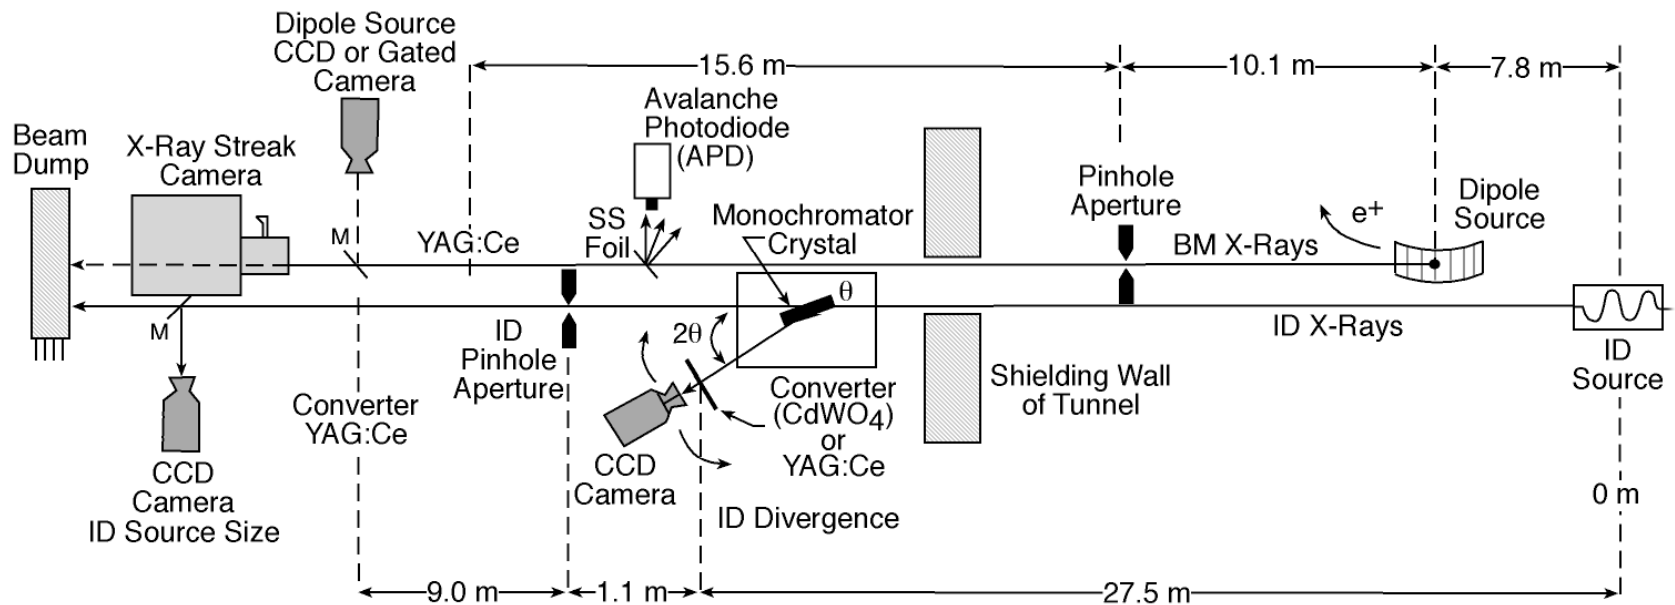 Dipole Source
CCD or Gated
Camera
15.6 m
10.1 m
7.8 m
Beam
Dump
X-Ray Streak
Camera
Avalanche
Photodiode
(APD)
Pinhole
Aperture
Dipole
Source
e+
M
YAG:Ce
SS
Foil
Monochromator
Crystal
BM X-Rays
θ
M
ID
Pinhole
Aperture
2θ
ID X-Rays
ID
Source
Converter
YAG:Ce
Converter
(CdWO4)
or
YAG:Ce
Shielding Wall
of Tunnel
CCD
Camera
ID Source Size
CCD
Camera
ID Divergence
0 m
9.0 m
1.1 m
27.5 m